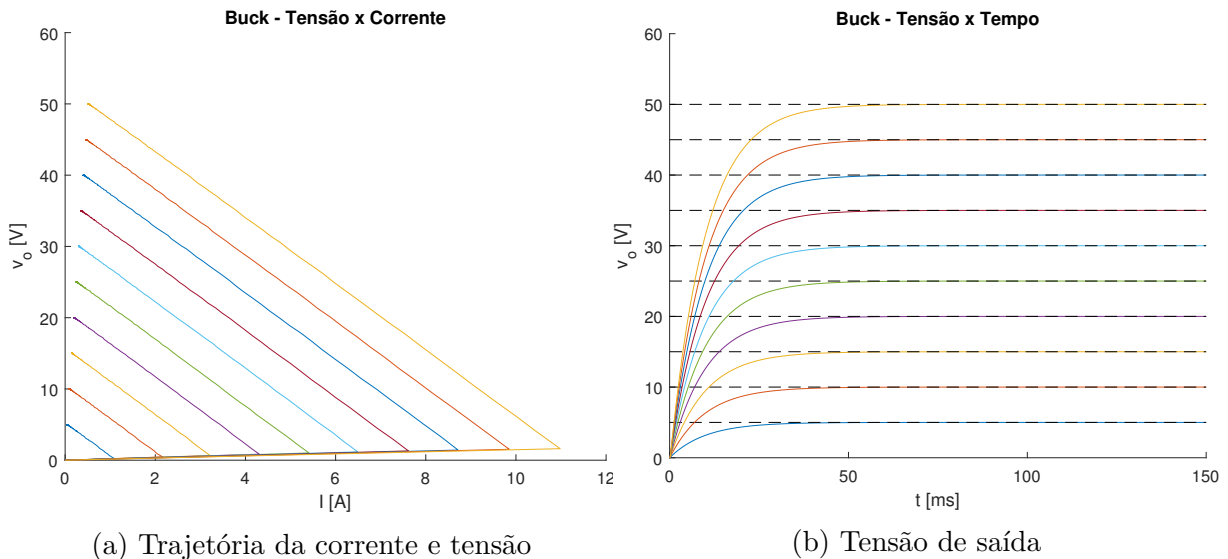 Buck - Tensão x Corrente
60
50
40
30
20
10
0
v_o [V]
0 2 4 6 8 10 12
I [A]
(a) Trajetória da corrente e tensão
Buck - Tensão x Tempo
60
50
40
30
20
10
0
v_o [V]
0 50 100 150
t [ms]
(b) Tensão de saída